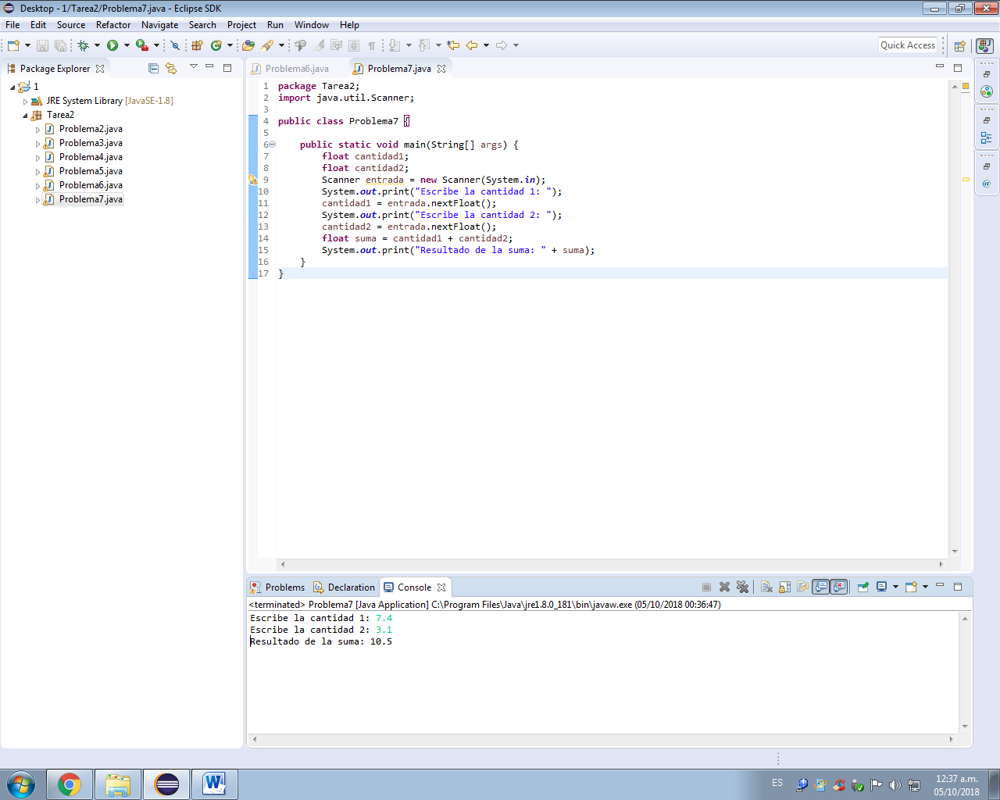 Desktop - 1/Tarea2/Problema7.java - Eclipse SDK
File Edit Source Refactor Navigate Search Project Run Window Help
Quick Access
Package Explorer
1
JRE System Library [JavaSE-1.8]
Tarea2
Problema2.java
Problema3.java
Problema4.java
Problema5.java
Problema6.java
Problema7.java
Problema6.java Problema7.java
1 package Tarea2;
2 import java.util.Scanner;
3
4 public class Problema7 {
5
6 public static void main(String[] args) {
7 float cantidad1;
8 float cantidad2;
9 Scanner entrada = new Scanner(System.in);
10 System.out.print("Escribe la cantidad 1: ");
11 cantidad1 = entrada.nextFloat();
12 System.out.print("Escribe la cantidad 2: ");
13 cantidad2 = entrada.nextFloat();
14 float suma = cantidad1 + cantidad2;
15 System.out.print("Resultado de la suma: " + suma);
16 }
17 }
Problems Declaration Console
<terminated> Problema7 [Java Application] C:\Program Files\Java\jre1.8.0_181\bin\javaw.exe (05/10/2018 00:36:47)
Escribe la cantidad 1: 7.4
Escribe la cantidad 2: 3.1
Resultado de la suma: 10.5
ES
12:37 a.m.
05/10/2018